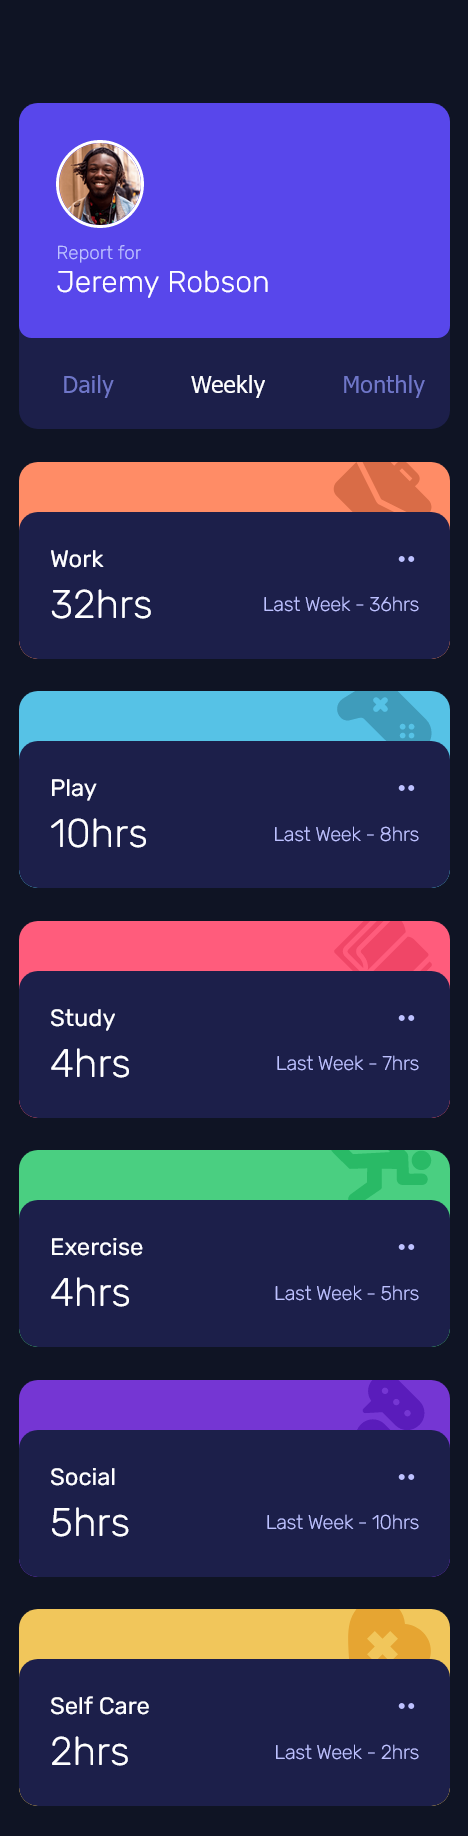 Report for
Jeremy Robson
Daily Weekly Monthly
Work
32hrs Last Week - 36hrs
Play
10hrs Last Week - 8hrs
Study
4hrs Last Week - 7hrs
Exercise
4hrs Last Week - 5hrs
Social
5hrs Last Week - 10hrs
Self Care
2hrs Last Week - 2hrs